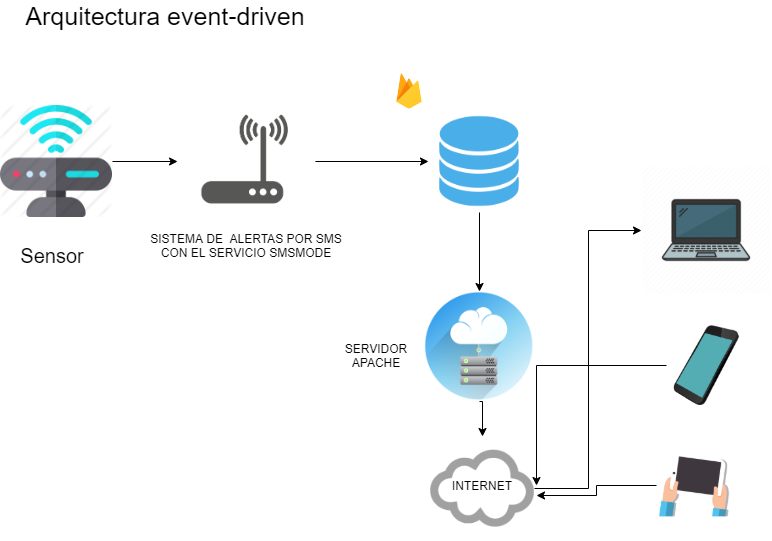 Arquitectura event-driven
Sensor
SISTEMA DE ALERTAS POR SMS
CON EL SERVICIO SMSMODE
SERVIDOR
APACHE
INTERNET